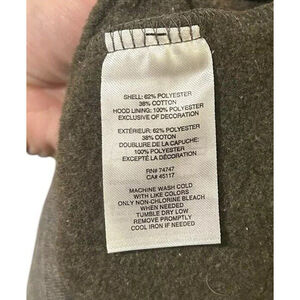 SHELL: 62% POLYESTER
38% COTTON
HOOD LINING: 100% POLYESTER
EXCLUSIVE OF DECORATION
EXTÉRIEUR: 62% POLYESTER
38% COTON
DOUBLURE DE LA CAPUCHE:
100% POLYESTER
EXCEPTÉ LA DÉCORATION
RN# 74747
CA# 45117
MACHINE WASH COLD
WITH LIKE COLORS
ONLY NON-CHLORINE BLEACH
WHEN NEEDED
TUMBLE DRY LOW
REMOVE PROMPTLY
COOL IRON IF NEEDED